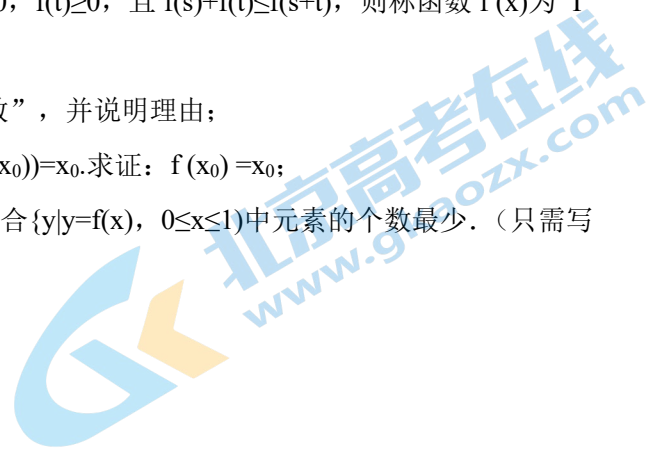 0，f(t)≥0，且 f(s)+f(t)≤f(s+t)，则称函数 f (x)为“T
数”，并说明理由；
x₀))=x₀.求证：f (x₀) =x₀；
合{y|y=f(x)，0≤x≤1)中元素的个数最少．（只需写
北京高考在线
www.gkaozx.com